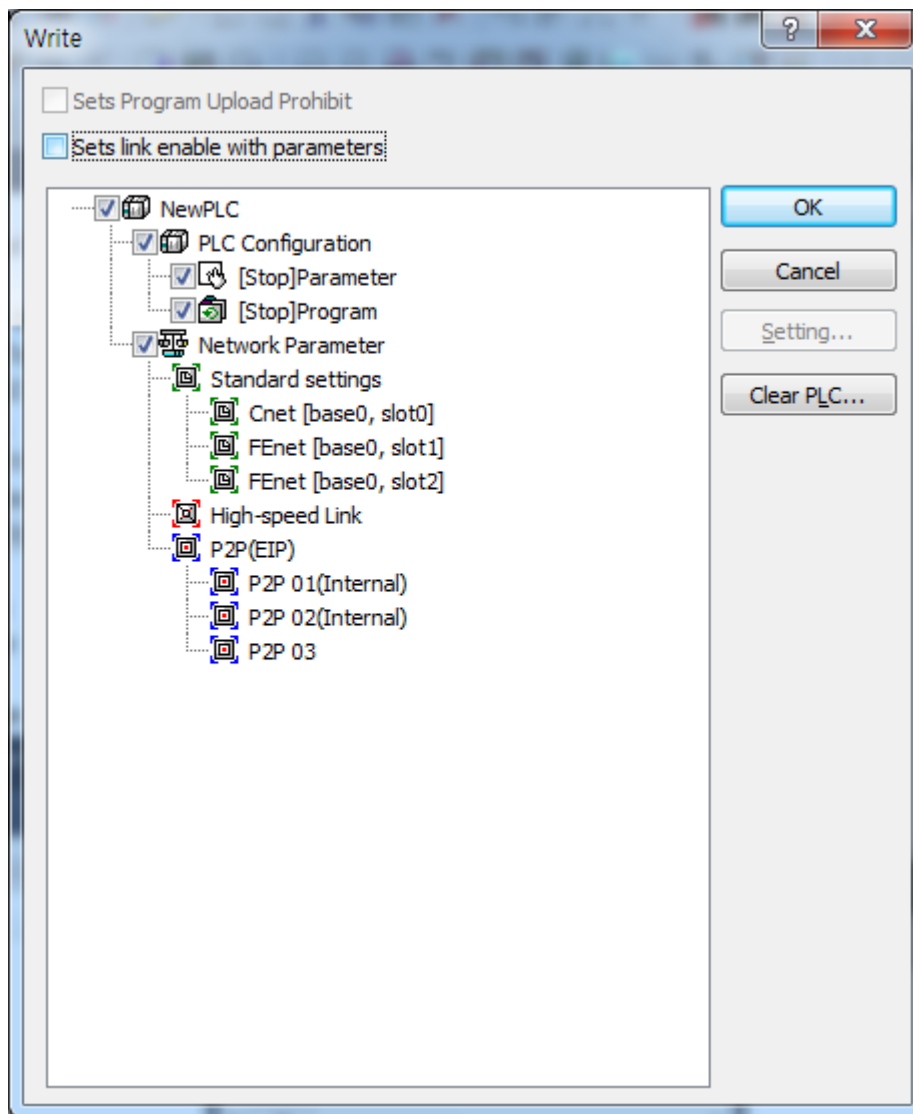 Write
Sets Program Upload Prohibit
Sets link enable with parameters
NewPLC
PLC Configuration
[Stop]Parameter
[Stop]Program
Network Parameter
Standard settings
Cnet [base0, slot0]
FEnet [base0, slot1]
FEnet [base0, slot2]
High-speed Link
P2P(EIP)
P2P 01(Internal)
P2P 02(Internal)
P2P 03
OK
Cancel
Setting...
Clear PLC...